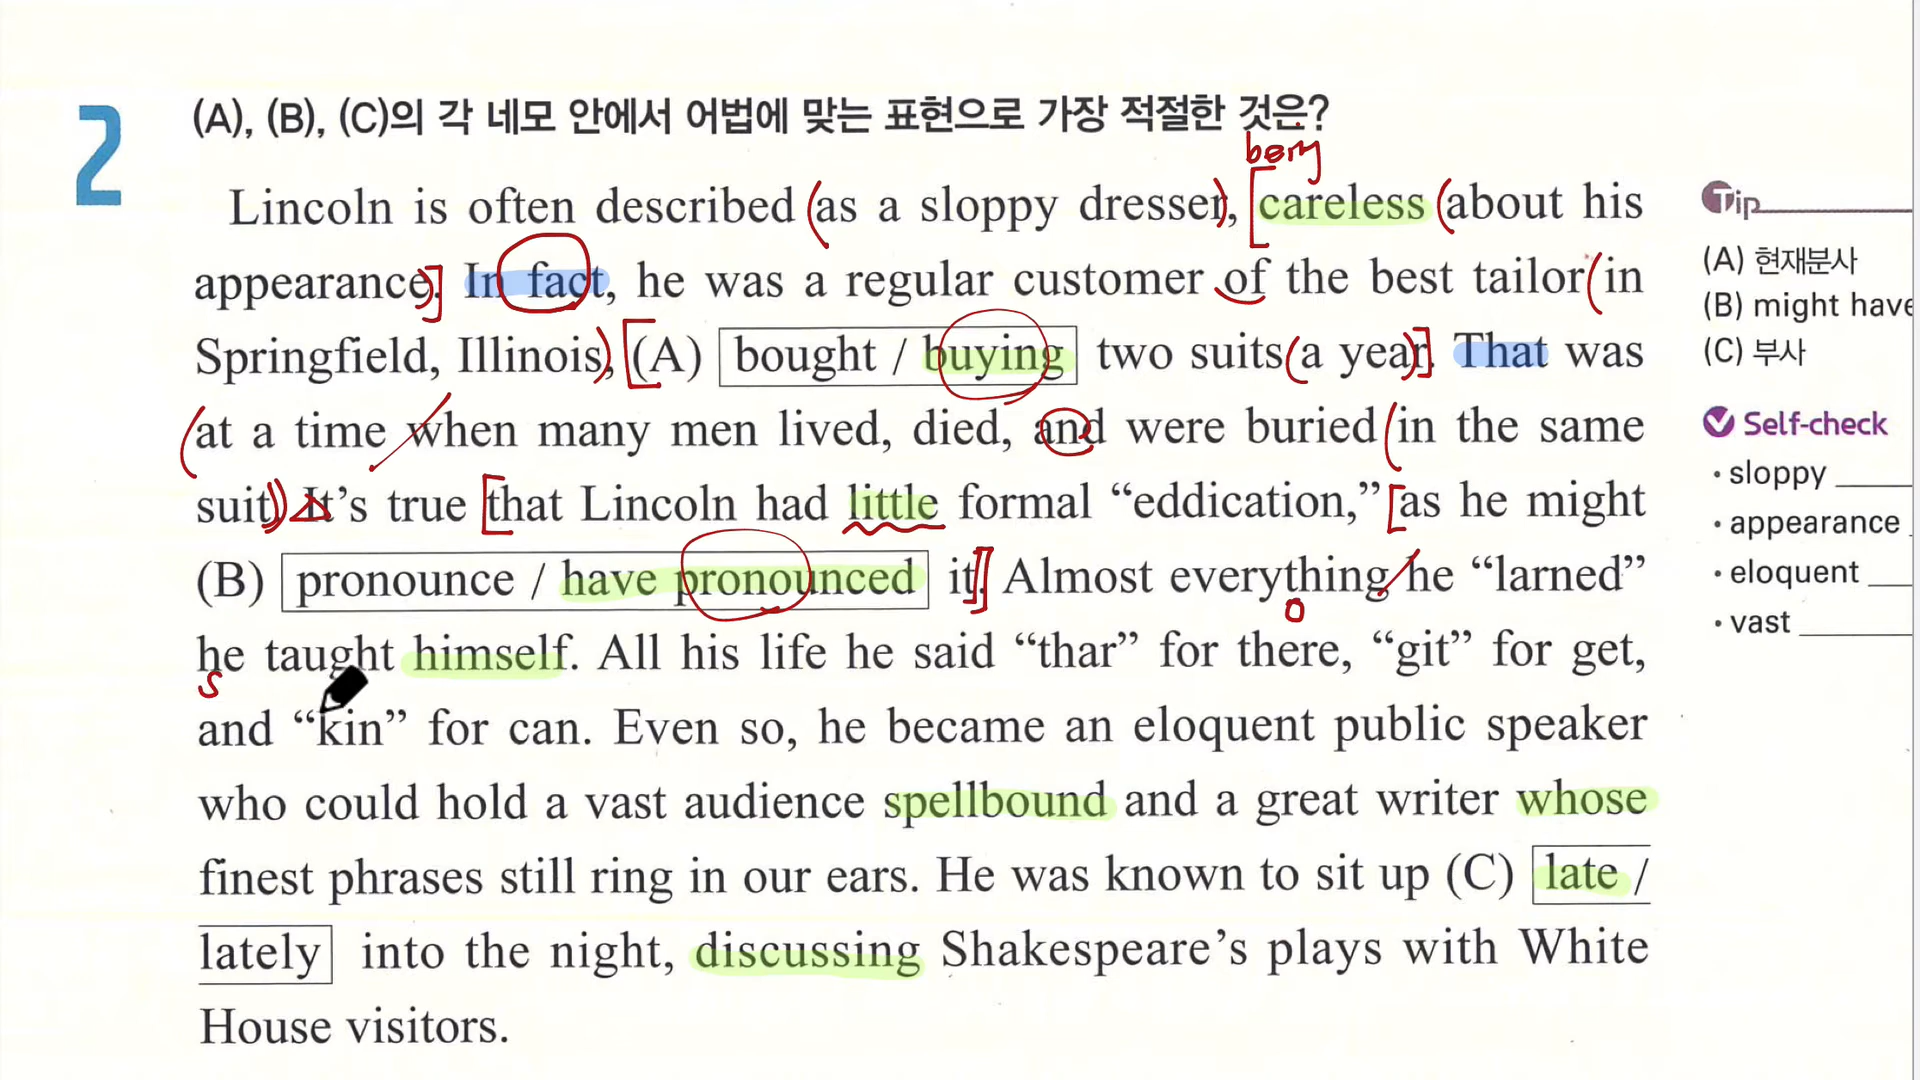 2
(A), (B), (C)의 각 네모 안에서 어법에 맞는 표현으로 가장 적절한 것은?
being
Lincoln is often described (as a sloppy dresser), [careless (about his
appearance)]. In fact, he was a regular customer of the best tailor (in
Springfield, Illinois), [(A) bought / buying two suits (a year)]. That was
(at a time / when many men lived, died, and were buried (in the same
suit)). It's true [that Lincoln had little formal “eddication,” [as he might
(B) pronounce / have pronounced it]]. Almost everything / he “larned”
O
he taught himself. All his life he said “thar” for there, “git” for get,
S
and “kin” for can. Even so, he became an eloquent public speaker
who could hold a vast audience spellbound and a great writer whose
finest phrases still ring in our ears. He was known to sit up (C) late /
lately into the night, discussing Shakespeare’s plays with White
House visitors.
Tip
(A) 현재분사
(B) might have
(C) 부사
Self-check
· sloppy
· appearance
· eloquent
· vast